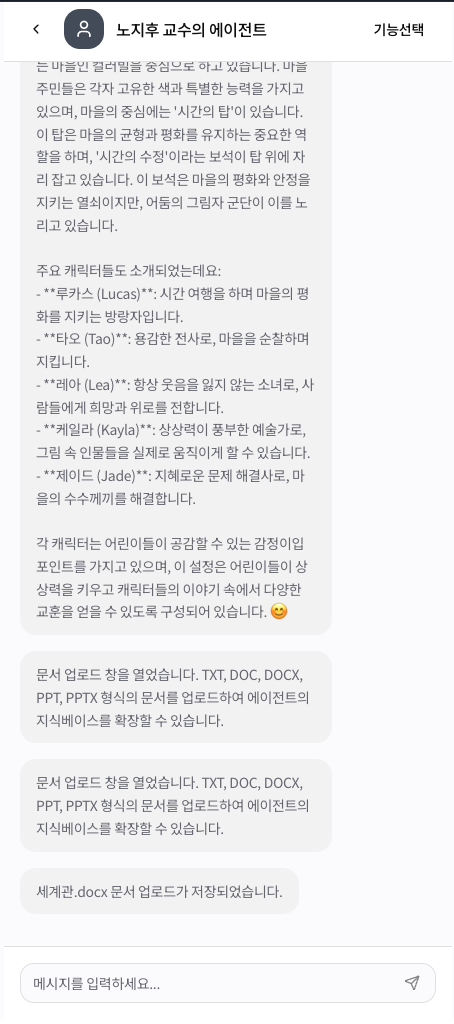 노지후 교수의 에이전트
기능선택
는 마을인 컬러빌을 중심으로 하고 있습니다. 마을
주민들은 각자 고유한 색과 특별한 능력을 가지고
있으며, 마을의 중심에는 '시간의 탑'이 있습니다.
이 탑은 마을의 균형과 평화를 유지하는 중요한 역
할을 하며, '시간의 수정'이라는 보석이 탑 위에 자
리 잡고 있습니다. 이 보석은 마을의 평화와 안정을
지키는 열쇠이지만, 어둠의 그림자 군단이 이를 노
리고 있습니다.
주요 캐릭터들도 소개되었는데요:
- **루카스 (Lucas)**: 시간 여행을 하며 마을의 평
화를 지키는 방랑자입니다.
- **타오 (Tao)**: 용감한 전사로, 마을을 순찰하며
지킵니다.
- **레아 (Lea)**: 항상 웃음을 잃지 않는 소녀로, 사
람들에게 희망과 위로를 전합니다.
- **케일라 (Kayla)**: 상상력이 풍부한 예술가로,
그림 속 인물들을 실제로 움직이게 할 수 있습니다.
- **제이드 (Jade)**: 지혜로운 문제 해결사로, 마
을의 수수께끼를 해결합니다.
각 캐릭터는 어린이들이 공감할 수 있는 감정이입
포인트를 가지고 있으며, 이 설정은 어린이들이 상
상력을 키우고 캐릭터들의 이야기 속에서 다양한
교훈을 얻을 수 있도록 구성되어 있습니다. 😊
문서 업로드 창을 열었습니다. TXT, DOC, DOCX,
PPT, PPTX 형식의 문서를 업로드하여 에이전트의
지식베이스를 확장할 수 있습니다.
문서 업로드 창을 열었습니다. TXT, DOC, DOCX,
PPT, PPTX 형식의 문서를 업로드하여 에이전트의
지식베이스를 확장할 수 있습니다.
세계관.docx 문서 업로드가 저장되었습니다.
메시지를 입력하세요...